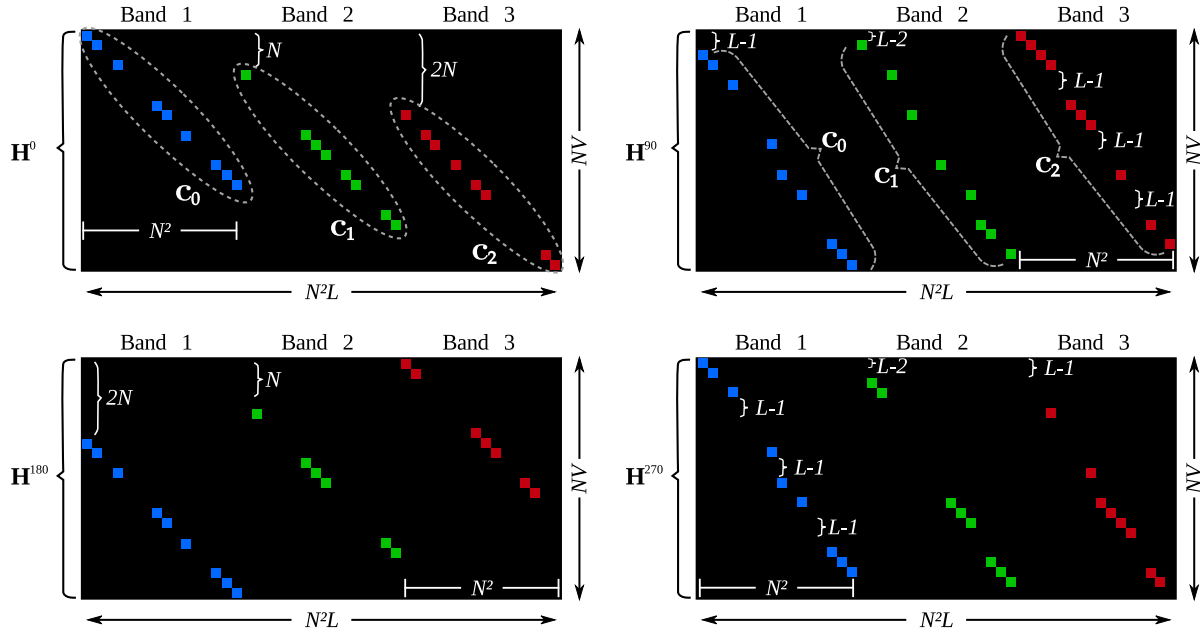 Band 1 Band 2 Band 3
N
2N
H⁰
C₀
C₁
C₂
N²
NV
N²L
Band 1 Band 2 Band 3
L-1
L-2
L-1
L-1
L-1
H⁹⁰
C₀
C₁
C₂
N²
NV
N²L
Band 1 Band 2 Band 3
2N
N
H¹⁸⁰
N²
NV
N²L
Band 1 Band 2 Band 3
L-2
L-1
L-1
L-1
L-1
H²⁷⁰
N²
NV
N²L